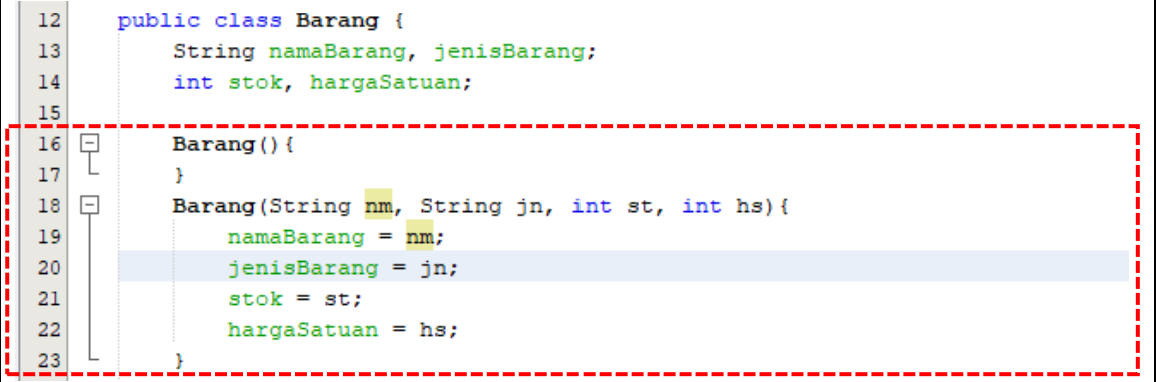 12 public class Barang {
13 String namaBarang, jenisBarang;
14 int stok, hargaSatuan;
15
16 Barang(){
17 }
18 Barang(String nm, String jn, int st, int hs){
19 namaBarang = nm;
20 jenisBarang = jn;
21 stok = st;
22 hargaSatuan = hs;
23 }